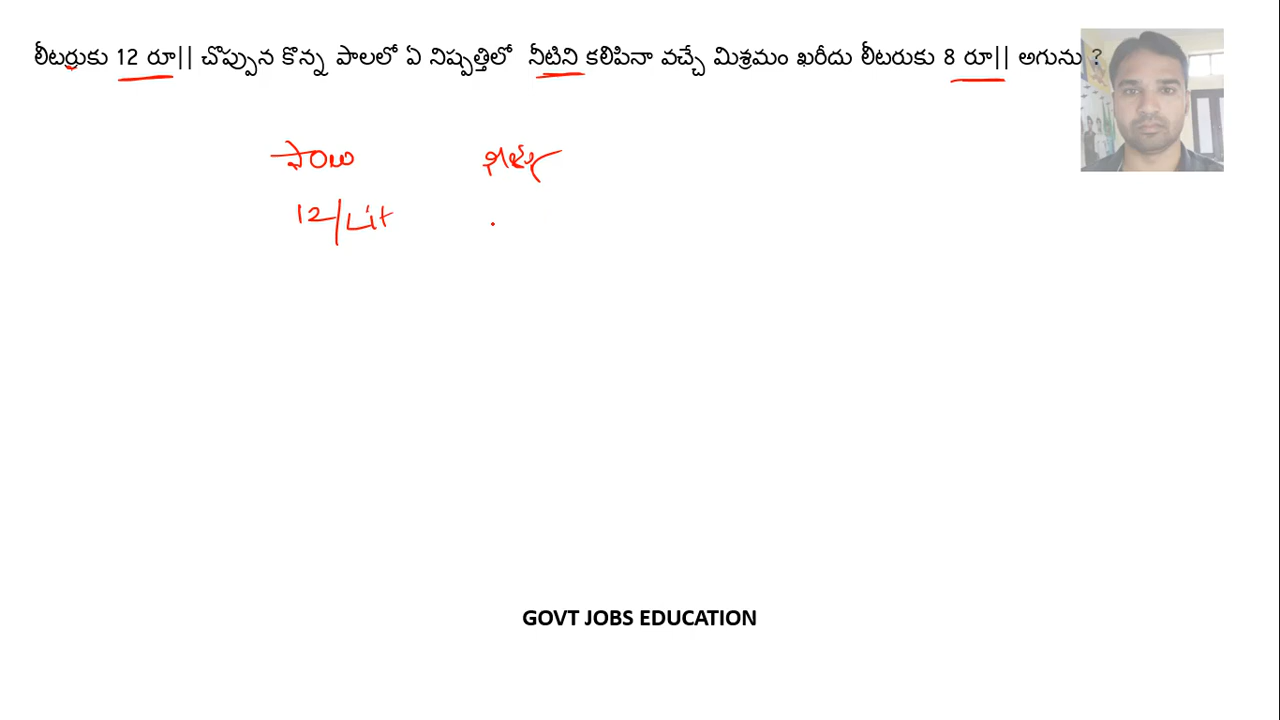 లీటర్రుకు 12 రూ|| చొప్పున కొన్న పాలలో ఏ నిష్పత్తిలో నీటిని కలిపినా వచ్చే మిశ్రమం ఖరీదు లీటరుకు 8 రూ|| అగును ?
పాలు నీళ్ళు
12/Lit
GOVT JOBS EDUCATION